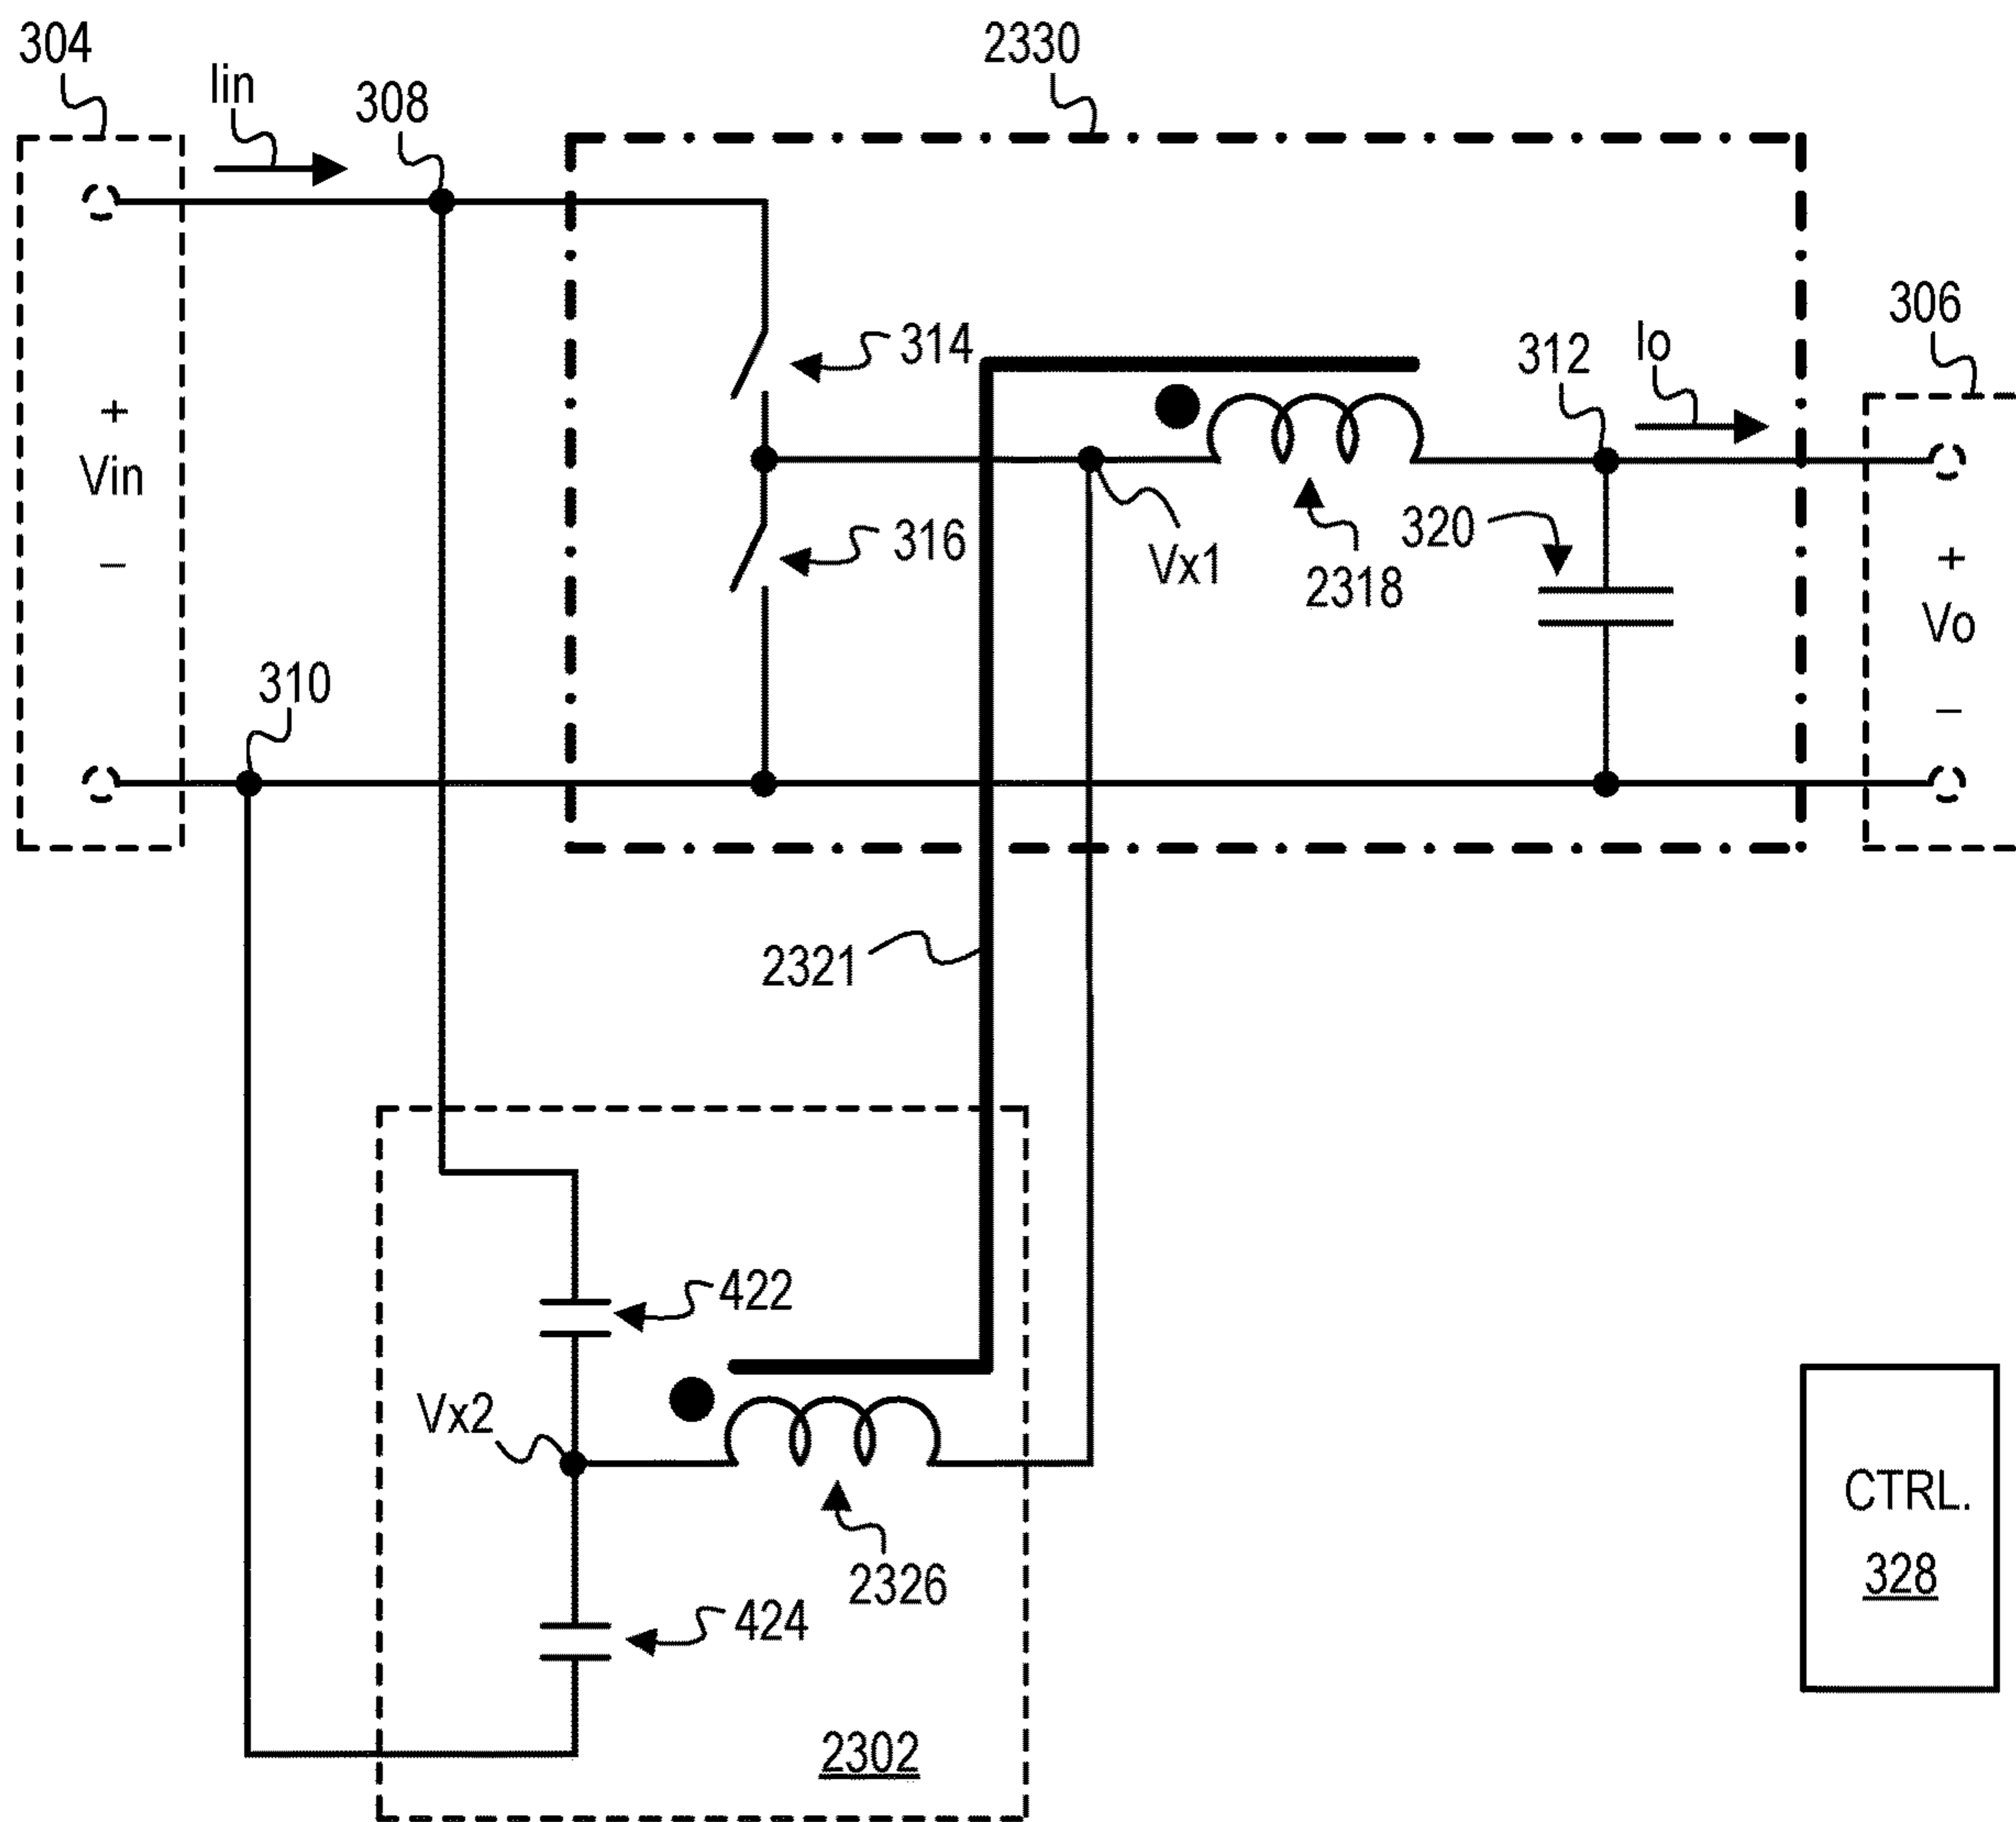 304
Iin
308
2330
306
+
Vin
–
314
312
Io
316
Vx1
2318
320
+
Vo
–
310
2321
422
Vx2
2326
424
2302
CTRL.
328